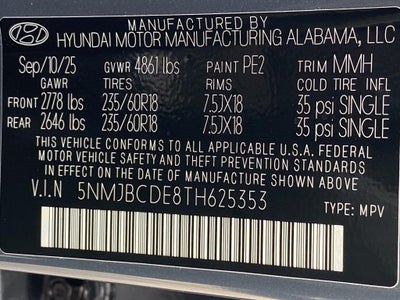 MANUFACTURED BY
HYUNDAI MOTOR MANUFACTURING ALABAMA, LLC
Sep/10/25 GVWR 4861 lbs PAINT PE2 TRIM MMH
GAWR TIRES RIMS COLD TIRE INFL
FRONT 2778 lbs 235/60R18 7.5JX18 35 psi SINGLE
REAR 2646 lbs 235/60R18 7.5JX18 35 psi SINGLE
THIS VEHICLE CONFORMS TO ALL APPLICABLE U.S.A. FEDERAL
MOTOR VEHICLE SAFETY AND THEFT PREVENTION STANDARDS
IN EFFECT ON THE DATE OF MANUFACTURE SHOWN ABOVE.
V.I.N 5NMJBCDE8TH625353
TYPE: MPV